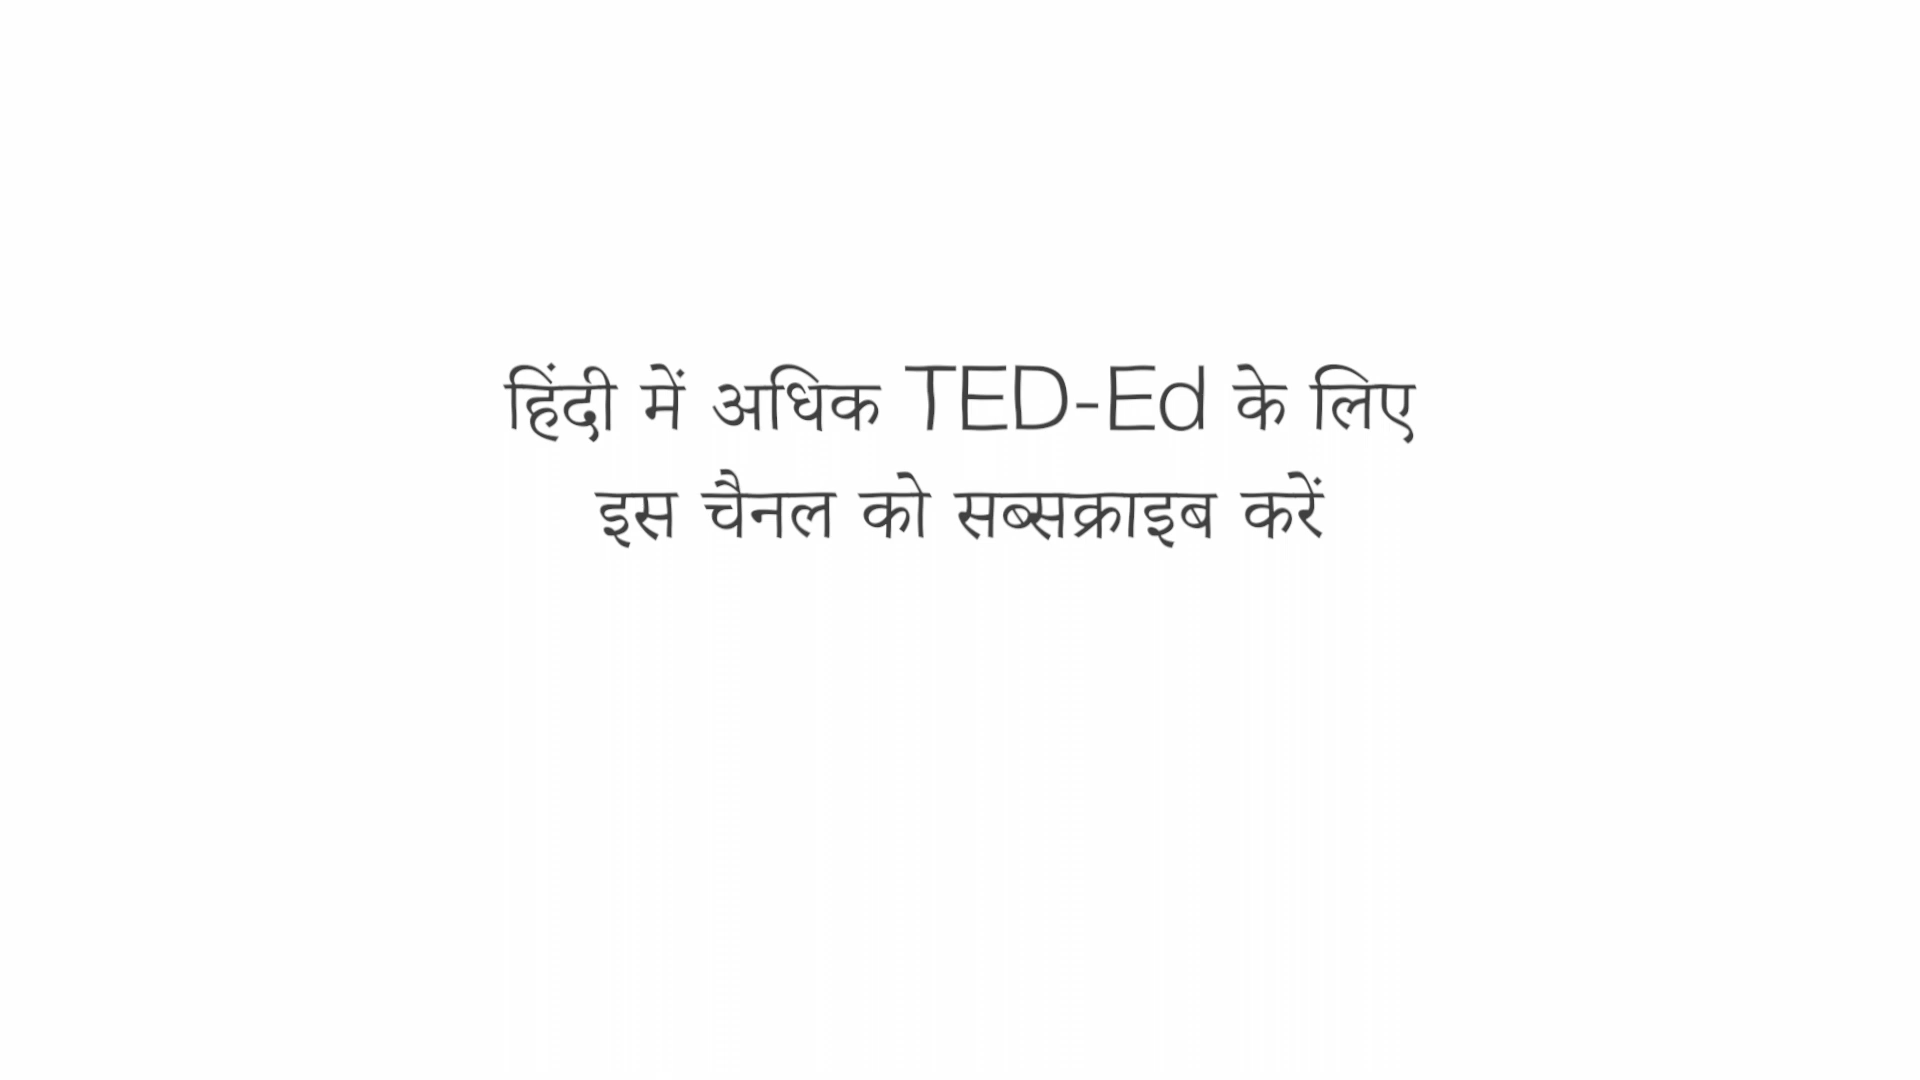 हिंदी में अधिक TED-Ed के लिए
इस चैनल को सब्सक्राइब करें